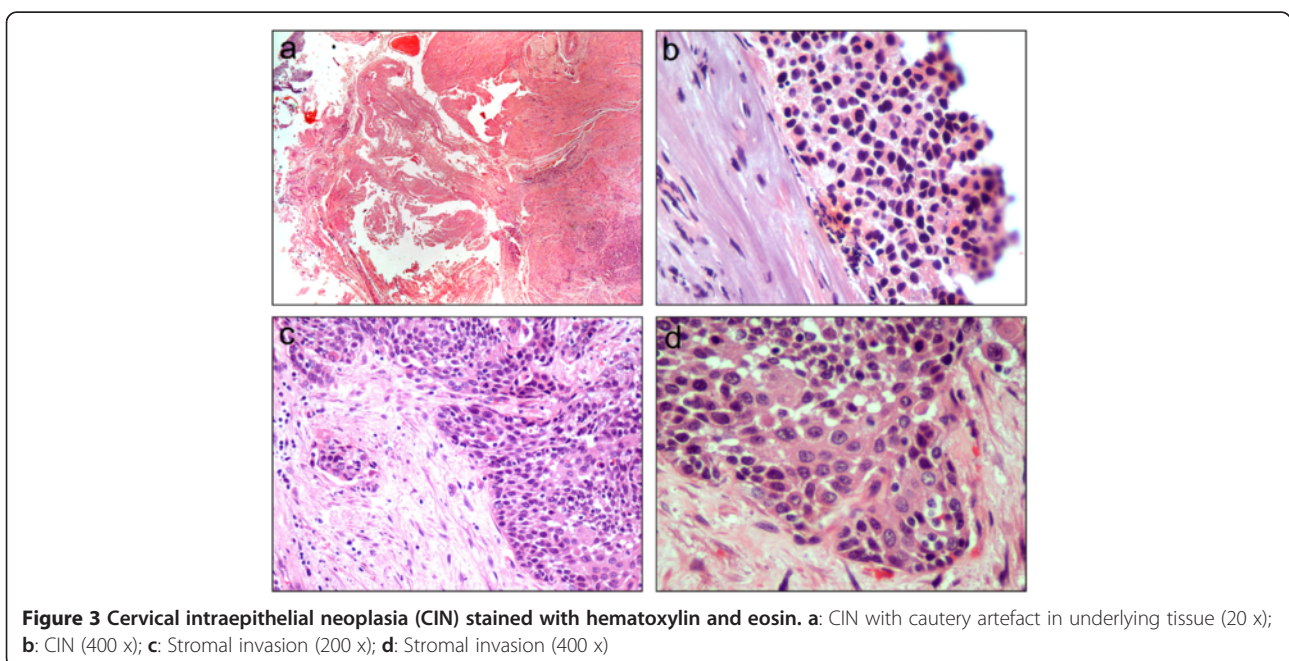 a
b
c
d
Figure 3 Cervical intraepithelial neoplasia (CIN) stained with hematoxylin and eosin. a: CIN with cautery artefact in underlying tissue (20 x);
b: CIN (400 x); c: Stromal invasion (200 x); d: Stromal invasion (400 x)